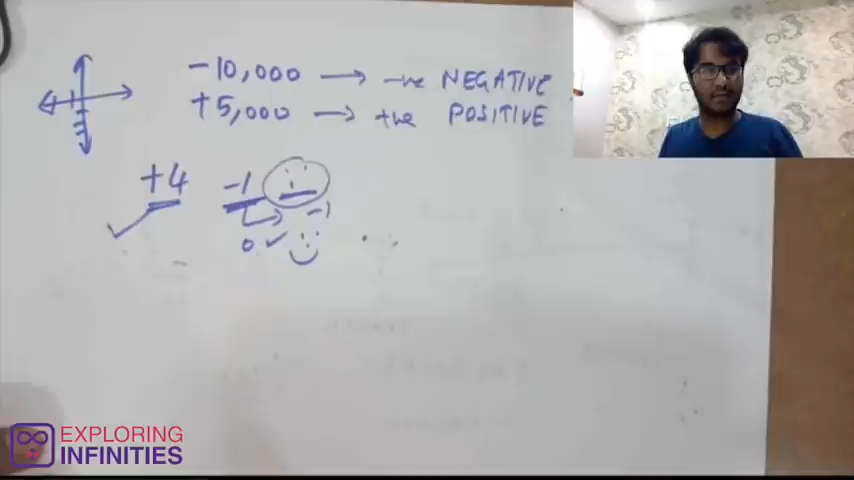 -10,000 → -ve NEGATIVE
+5,000 → +ve POSITIVE
+4 -1
-1
0 ✓
EXPLORING
INFINITIES